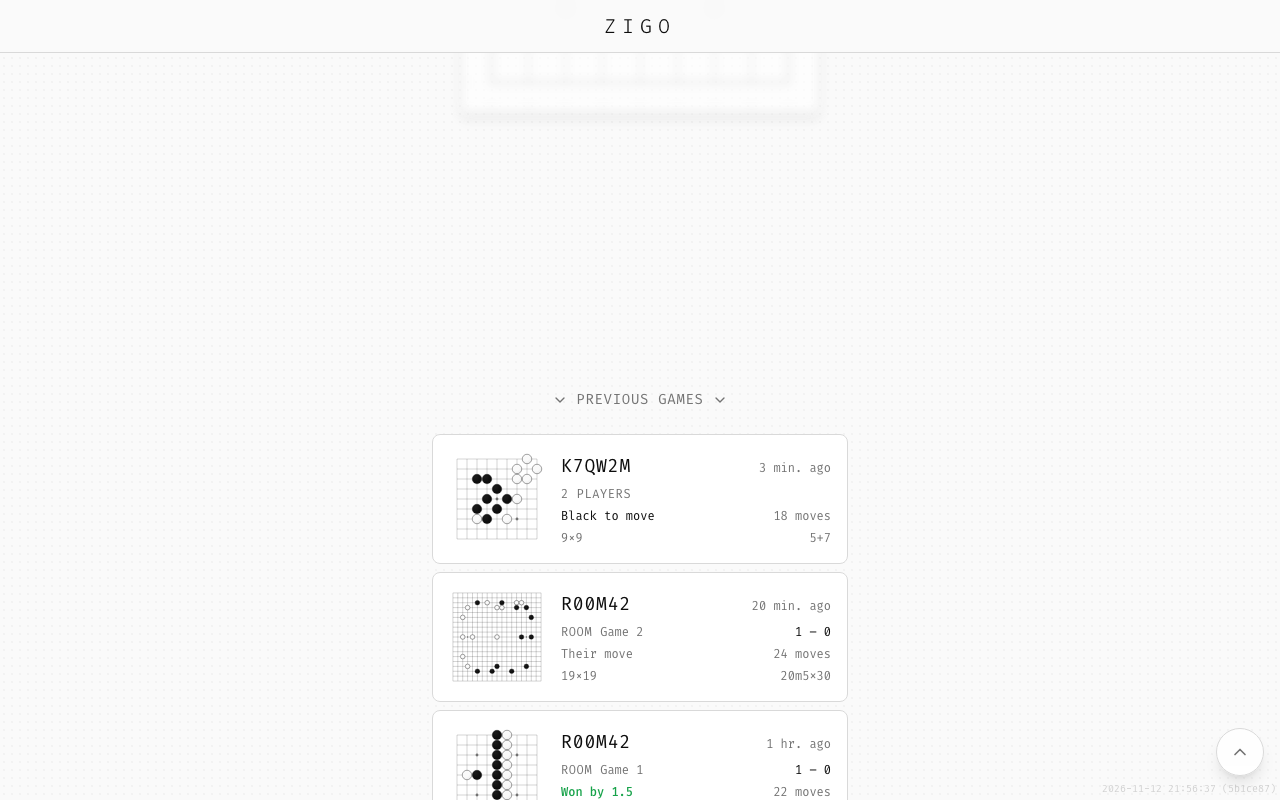 ZIGO
PREVIOUS GAMES
K7QW2M 3 min. ago
2 PLAYERS
Black to move 18 moves
9×9 5+7
R00M42 20 min. ago
ROOM Game 2 1 – 0
Their move 24 moves
19×19 20m5×30
R00M42 1 hr. ago
ROOM Game 1 1 – 0
Won by 1.5 22 moves
2026-11-12 21:56:37 (5b1ce87)